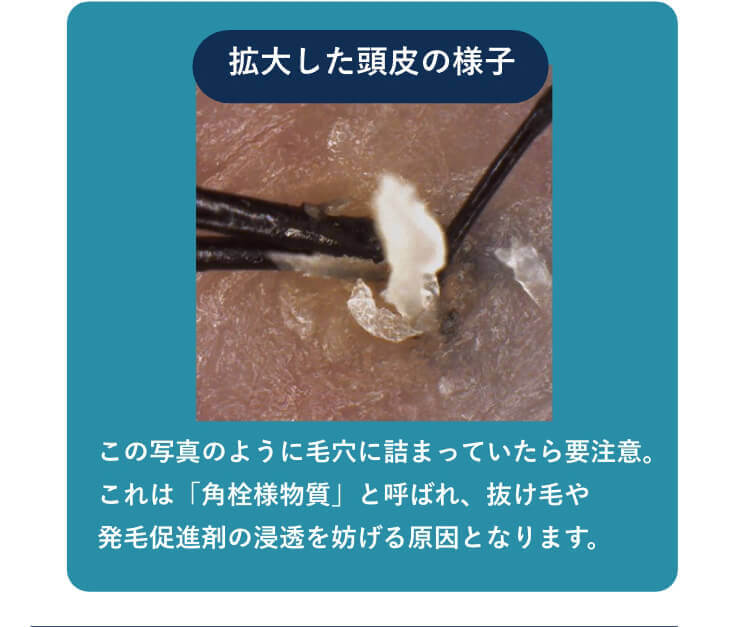 拡大した頭皮の様子
この写真のように毛穴に詰まっていたら要注意。
これは「角栓様物質」と呼ばれ、抜け毛や
発毛促進剤の浸透を妨げる原因となります。